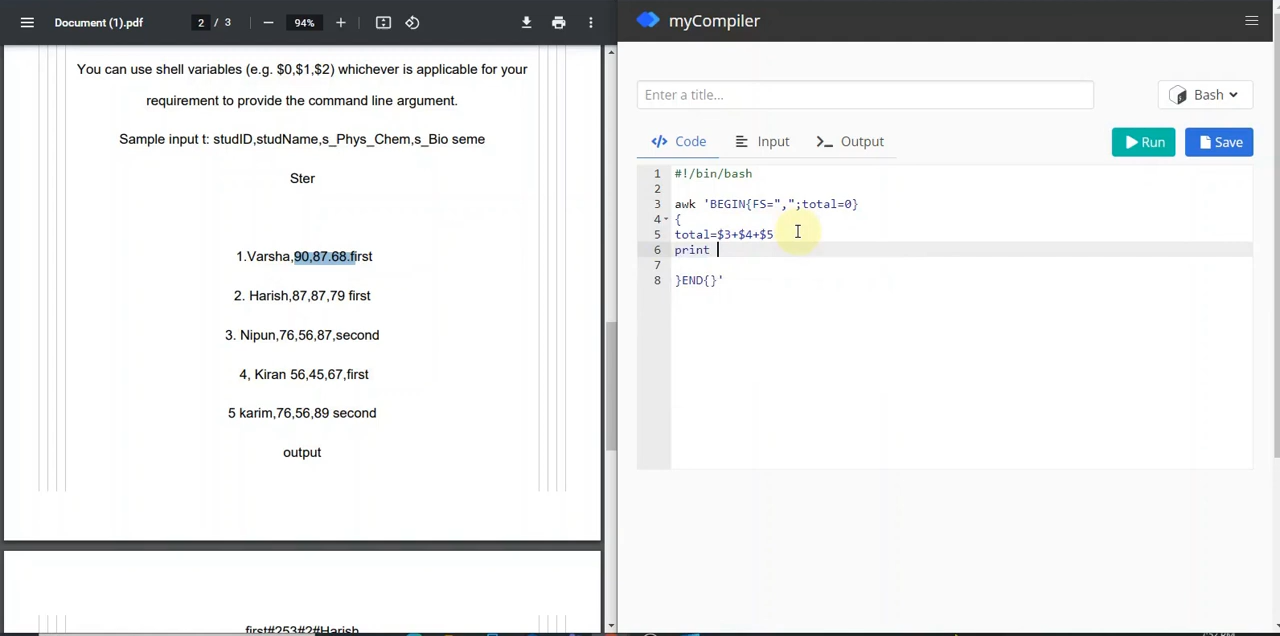 Document (1).pdf
2 / 3
94%
You can use shell variables (e.g. $0,$1,$2) whichever is applicable for your
requirement to provide the command line argument.
Sample input t: studID,studName,s_Phys_Chem,s_Bio seme
Ster
1.Varsha,90,87.68.first
2. Harish,87,87,79 first
3. Nipun,76,56,87,second
4, Kiran 56,45,67,first
5 karim,76,56,89 second
output
first#253#2#Harish
myCompiler
Enter a title...
Bash
Code
Input
Output
Run
Save
1 #!/bin/bash
2
3 awk 'BEGIN{FS=",";total=0}
4 {
5 total=$3+$4+$5
6 print
7
8 }END{}'